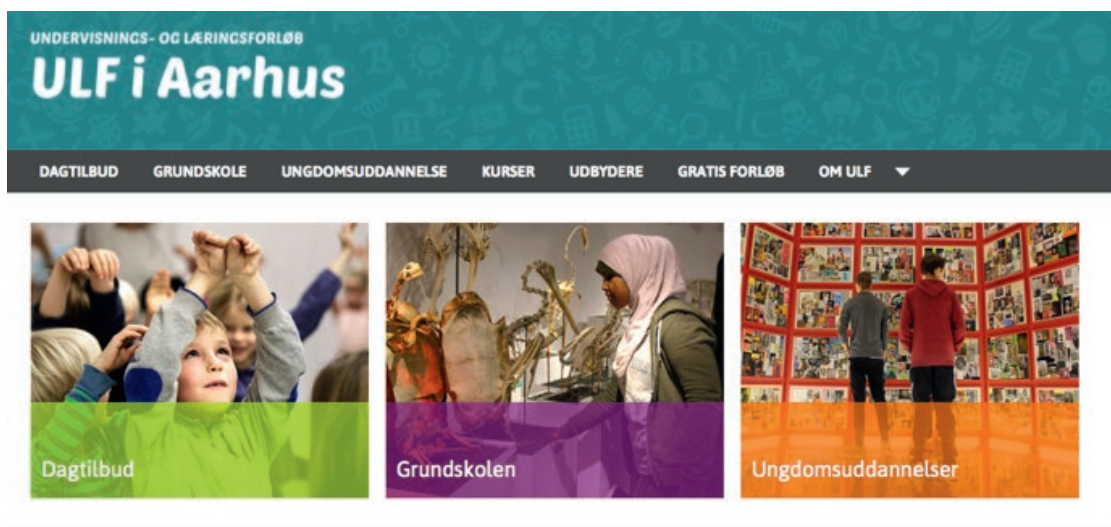 UNDERVISNINGS- OG LÆRINGSFORLØB
ULF i Aarhus
DAGTILBUD GRUNDSKOLE UNGDOMSUDDANNELSE KURSER UDBYDERE GRATIS FORLØB OM ULF
Dagtilbud Grundskolen Ungdomsuddannelser